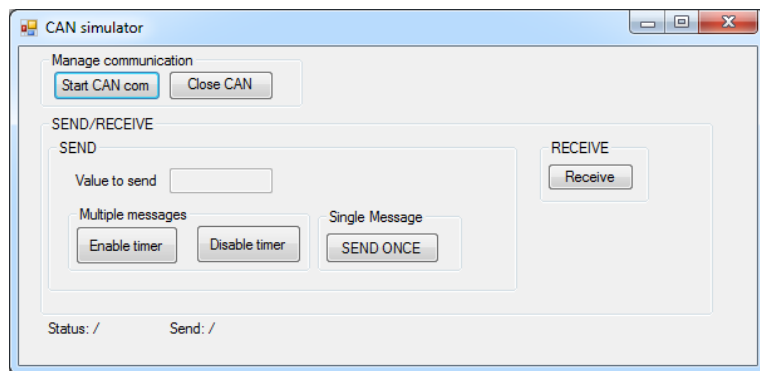 CAN simulator
Manage communication
Start CAN com Close CAN
SEND/RECEIVE
SEND RECEIVE
Value to send Receive
Multiple messages Single Message
Enable timer Disable timer SEND ONCE
Status: / Send: /